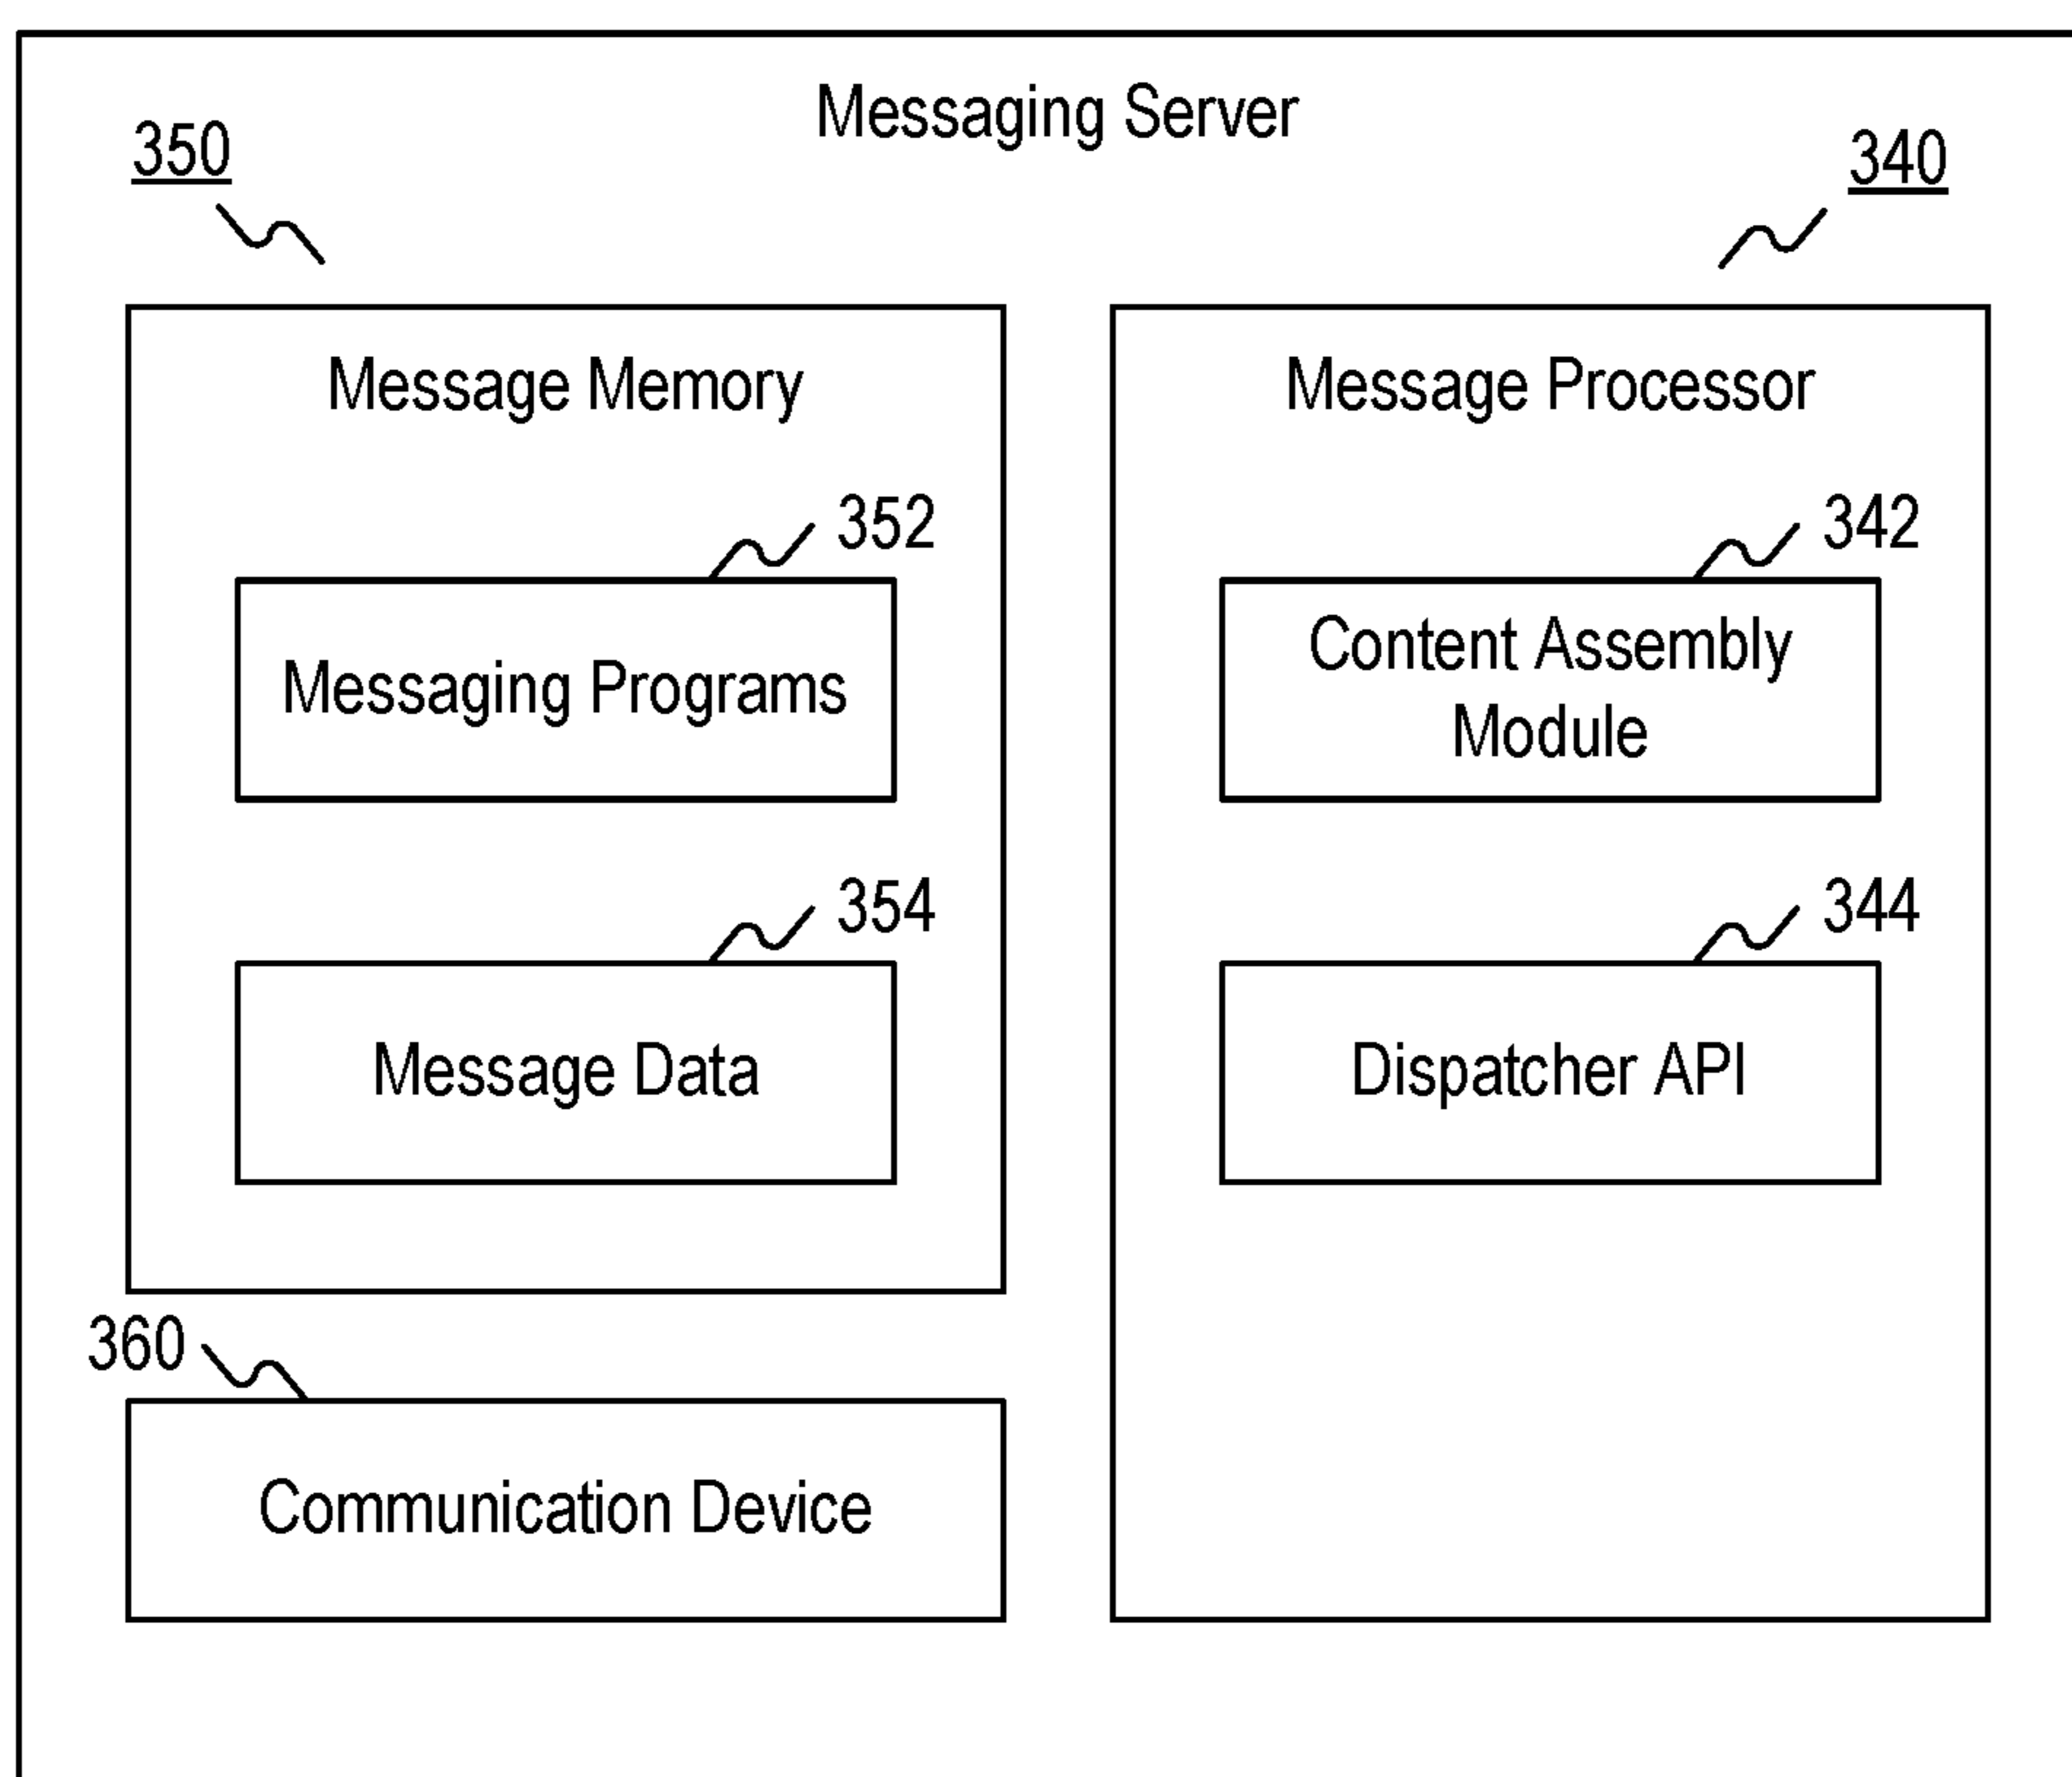 Messaging Server
350
340
Message Memory
352
Messaging Programs
354
Message Data
360
Communication Device
Message Processor
342
Content Assembly
Module
344
Dispatcher API